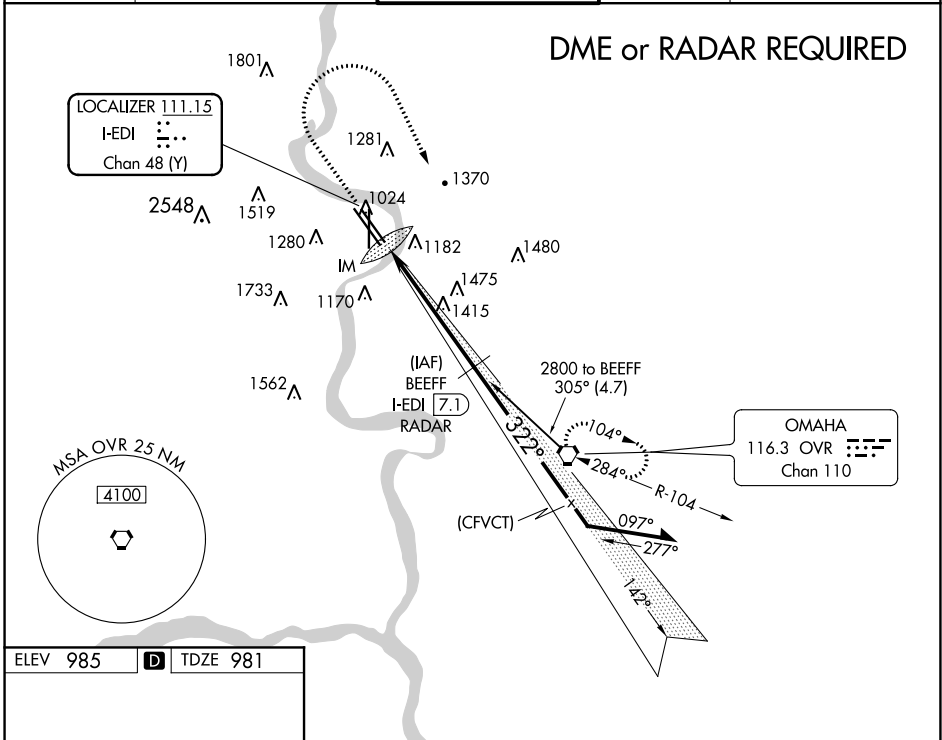 DME or RADAR REQUIRED
1801
LOCALIZER 111.15
I-EDI
Chan 48 (Y)
1281
1370
1024
1519
2548
1280
1182
1480
IM
1475
1733
1170
1415
(IAF)
BEEFF
I-EDI 7.1
RADAR
2800 to BEEFF
305° (4.7)
1562
322°
104°
OMAHA
116.3 OVR
Chan 110
284°
R-104
MSA OVR 25 NM
4100
(CFVCT)
097°
277°
142°
ELEV 985 D TDZE 981